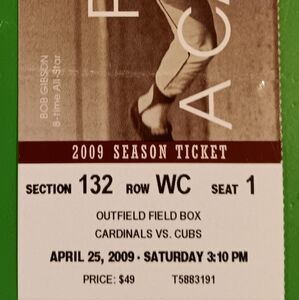 BOB GIBSON
8-time All-Star
ACA
2009 SEASON TICKET
SECTION 132 ROW WC SEAT 1
OUTFIELD FIELD BOX
CARDINALS VS. CUBS
APRIL 25, 2009 · SATURDAY 3:10 PM
PRICE: $49 T5883191